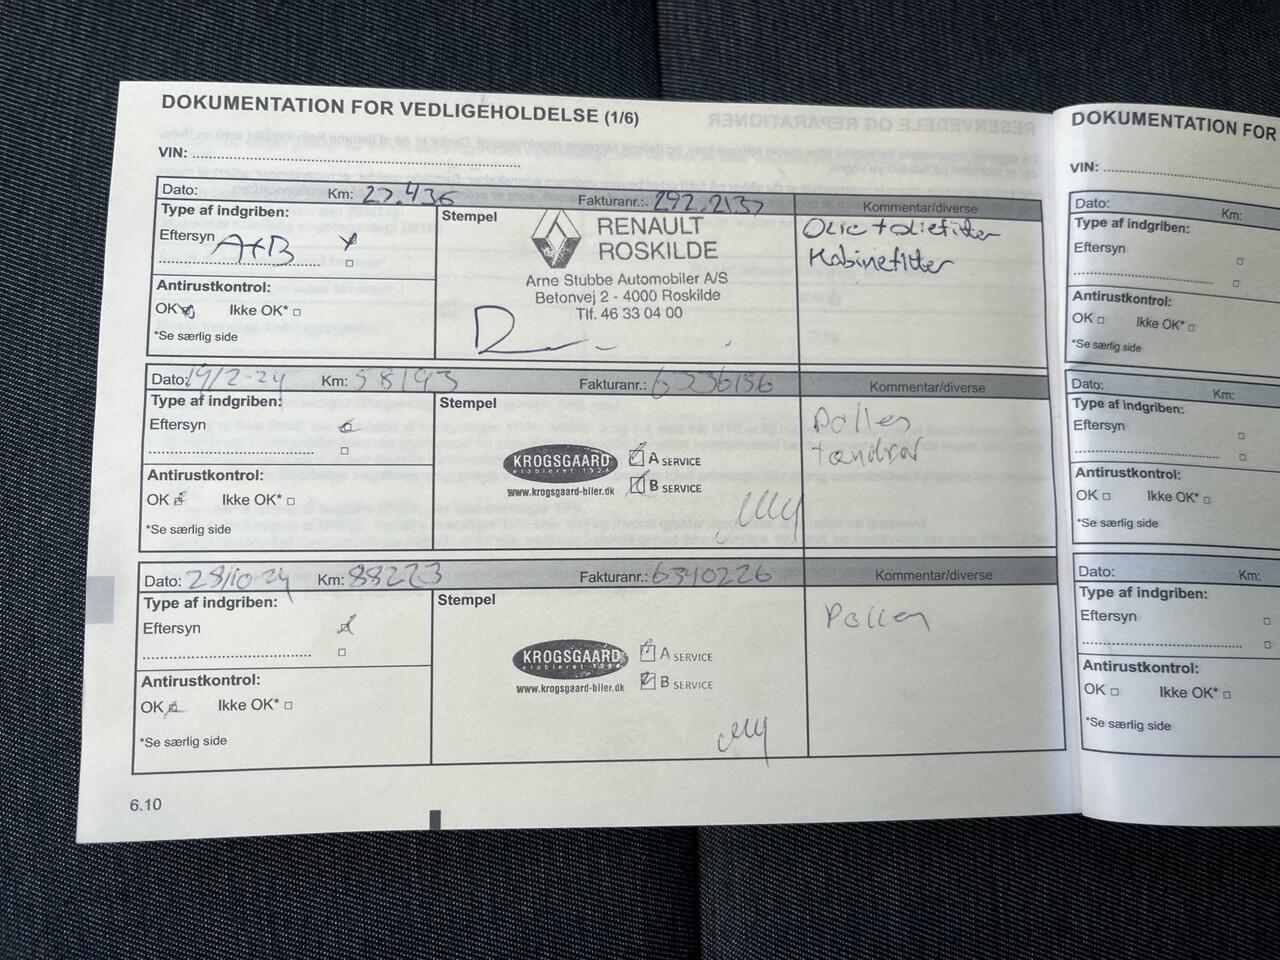 DOKUMENTATION FOR VEDLIGEHOLDELSE (1/6)
VIN:
Dato: Km: 27.436 Fakturanr.: 292.2137 Kommentar/diverse
Type af indgriben:
Eftersyn A+B
Antirustkontrol:
OK Ikke OK*
*Se særlig side
Stempel
RENAULT
ROSKILDE
Arne Stubbe Automobiler A/S
Betonvej 2 - 4000 Roskilde
Tlf. 46 33 04 00
Olie + oliefilter
Kabinefilter
Dato: 19/2-24 Km: 58193 Fakturanr.: 6336156 Kommentar/diverse
Type af indgriben:
Eftersyn
Antirustkontrol:
OK Ikke OK*
*Se særlig side
Stempel
KROGSGAARD
etableret 1924
www.krogsgaard-biler.dk
A SERVICE
B SERVICE
Pollen
tændrør
Dato: 28/10-24 Km: 88223 Fakturanr.: 6340226 Kommentar/diverse
Type af indgriben:
Eftersyn
Antirustkontrol:
OK Ikke OK*
*Se særlig side
Stempel
KROGSGAARD
etableret 1924
www.krogsgaard-biler.dk
A SERVICE
B SERVICE
Pollen
6.10
DOKUMENTATION FOR
VIN:
Dato: Km:
Type af indgriben:
Eftersyn
Antirustkontrol:
OK Ikke OK*
*Se særlig side
Dato: Km:
Type af indgriben:
Eftersyn
Antirustkontrol:
OK Ikke OK*
*Se særlig side
Dato: Km:
Type af indgriben:
Eftersyn
Antirustkontrol:
OK Ikke OK*
*Se særlig side